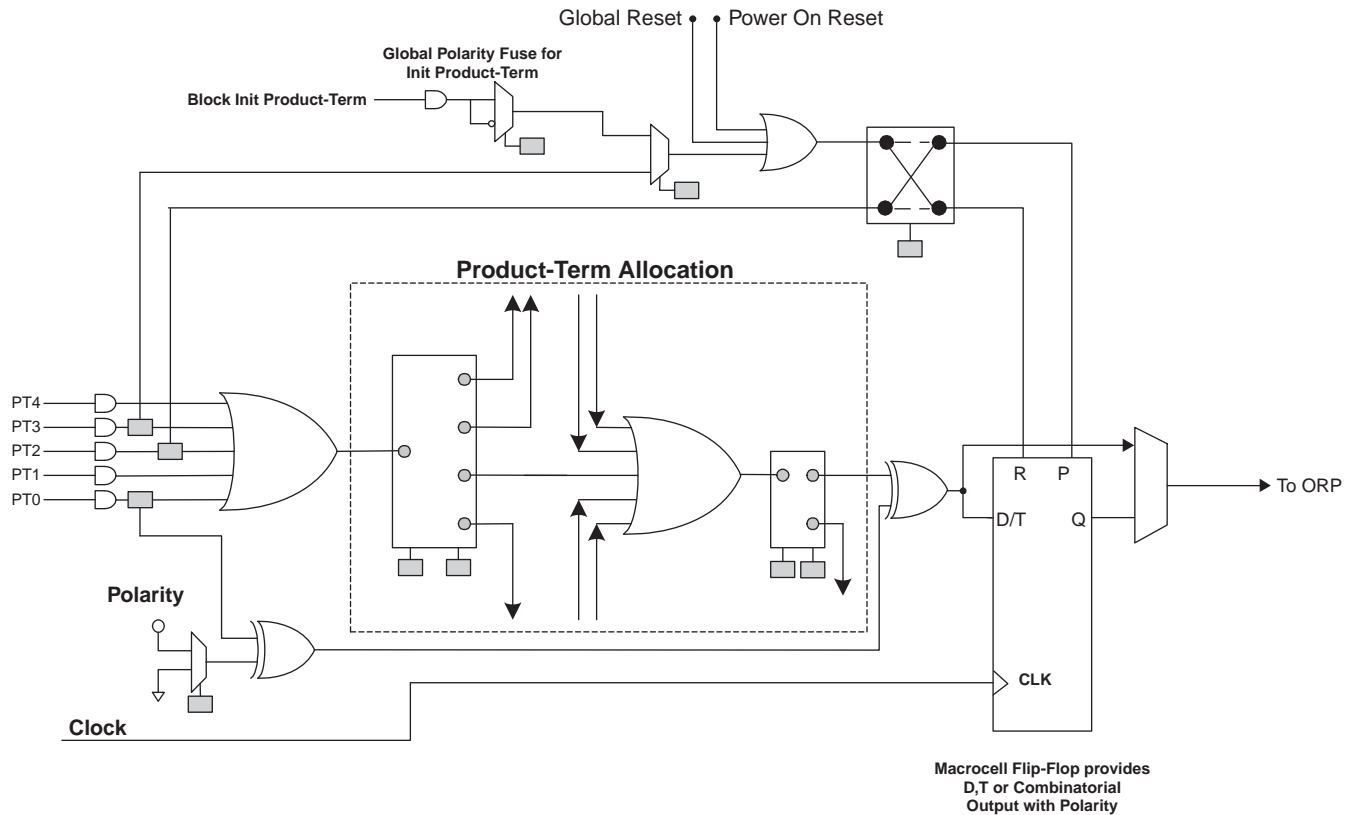 Global Reset
Power On Reset
Global Polarity Fuse for
Init Product-Term
Block Init Product-Term
Product-Term Allocation
PT4
PT3
PT2
PT1
PT0
R
P
D/T
Q
To ORP
Polarity
CLK
Clock
Macrocell Flip-Flop provides
D,T or Combinatorial
Output with Polarity